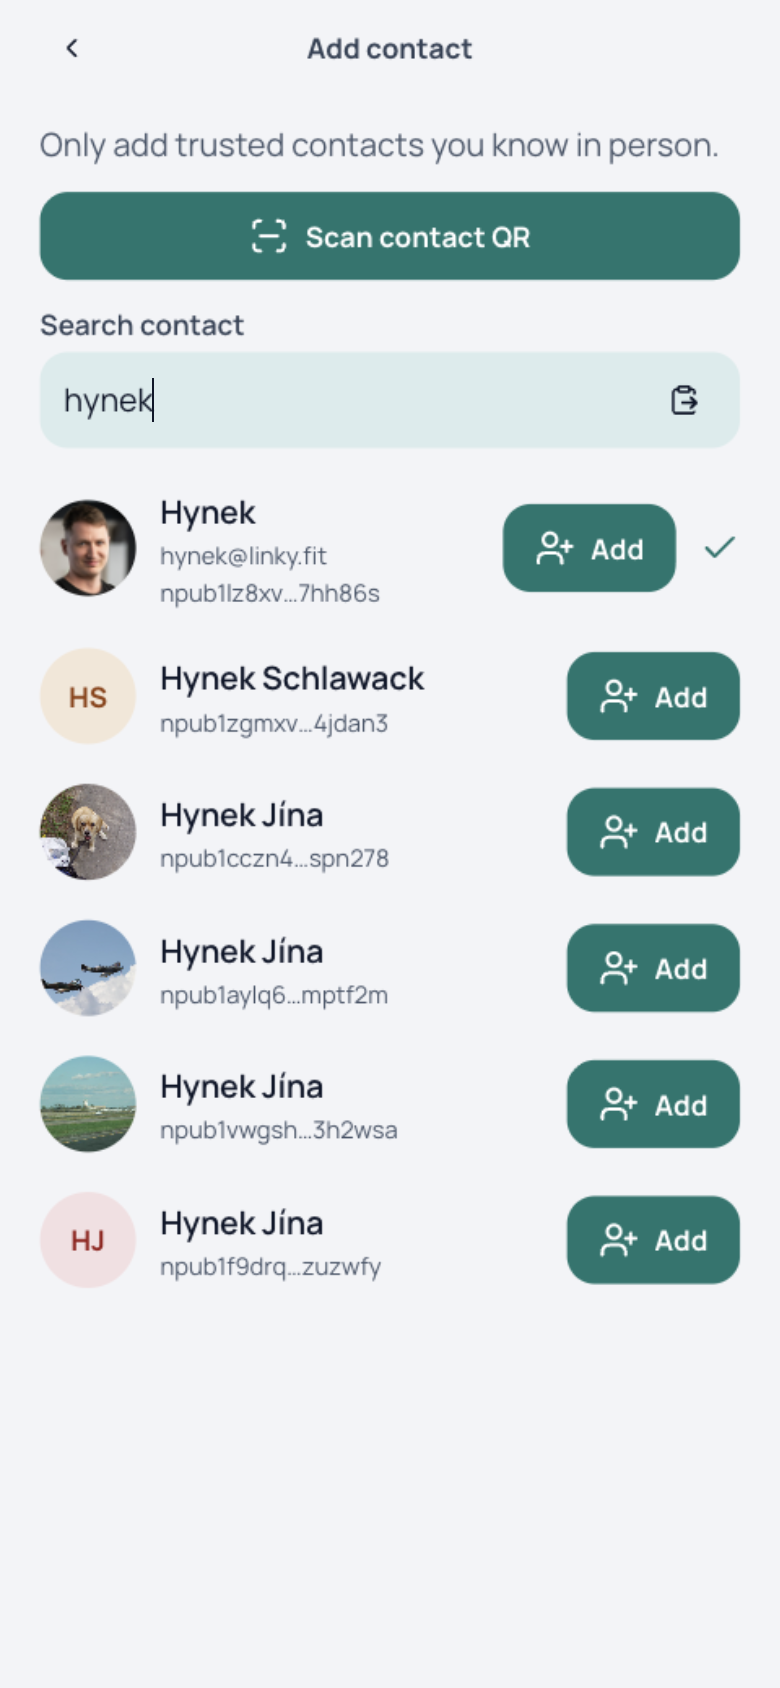 Add contact
Only add trusted contacts you know in person.
Scan contact QR
Search contact
hynek
Hynek
hynek@linky.fit
npub1lz8xv...7hh86s
Add
HS
Hynek Schlawack
npub1zgmxv...4jdan3
Add
Hynek Jína
npub1cczn4...spn278
Add
Hynek Jína
npub1aylq6...mptf2m
Add
Hynek Jína
npub1vwgsh...3h2wsa
Add
HJ
Hynek Jína
npub1f9drq...zuzwfy
Add